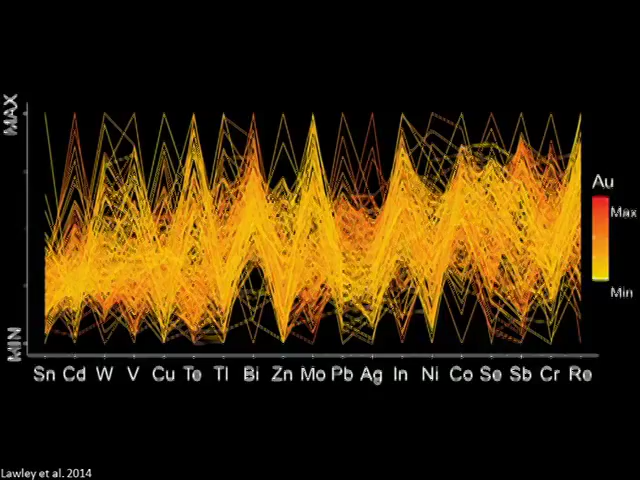 MAX
MIN
Au
Max
Min
Sn Cd W V Cu Te Tl Bi Zn Mo Pb Ag In Ni Co Se Sb Cr Re
Lawley et al. 2014